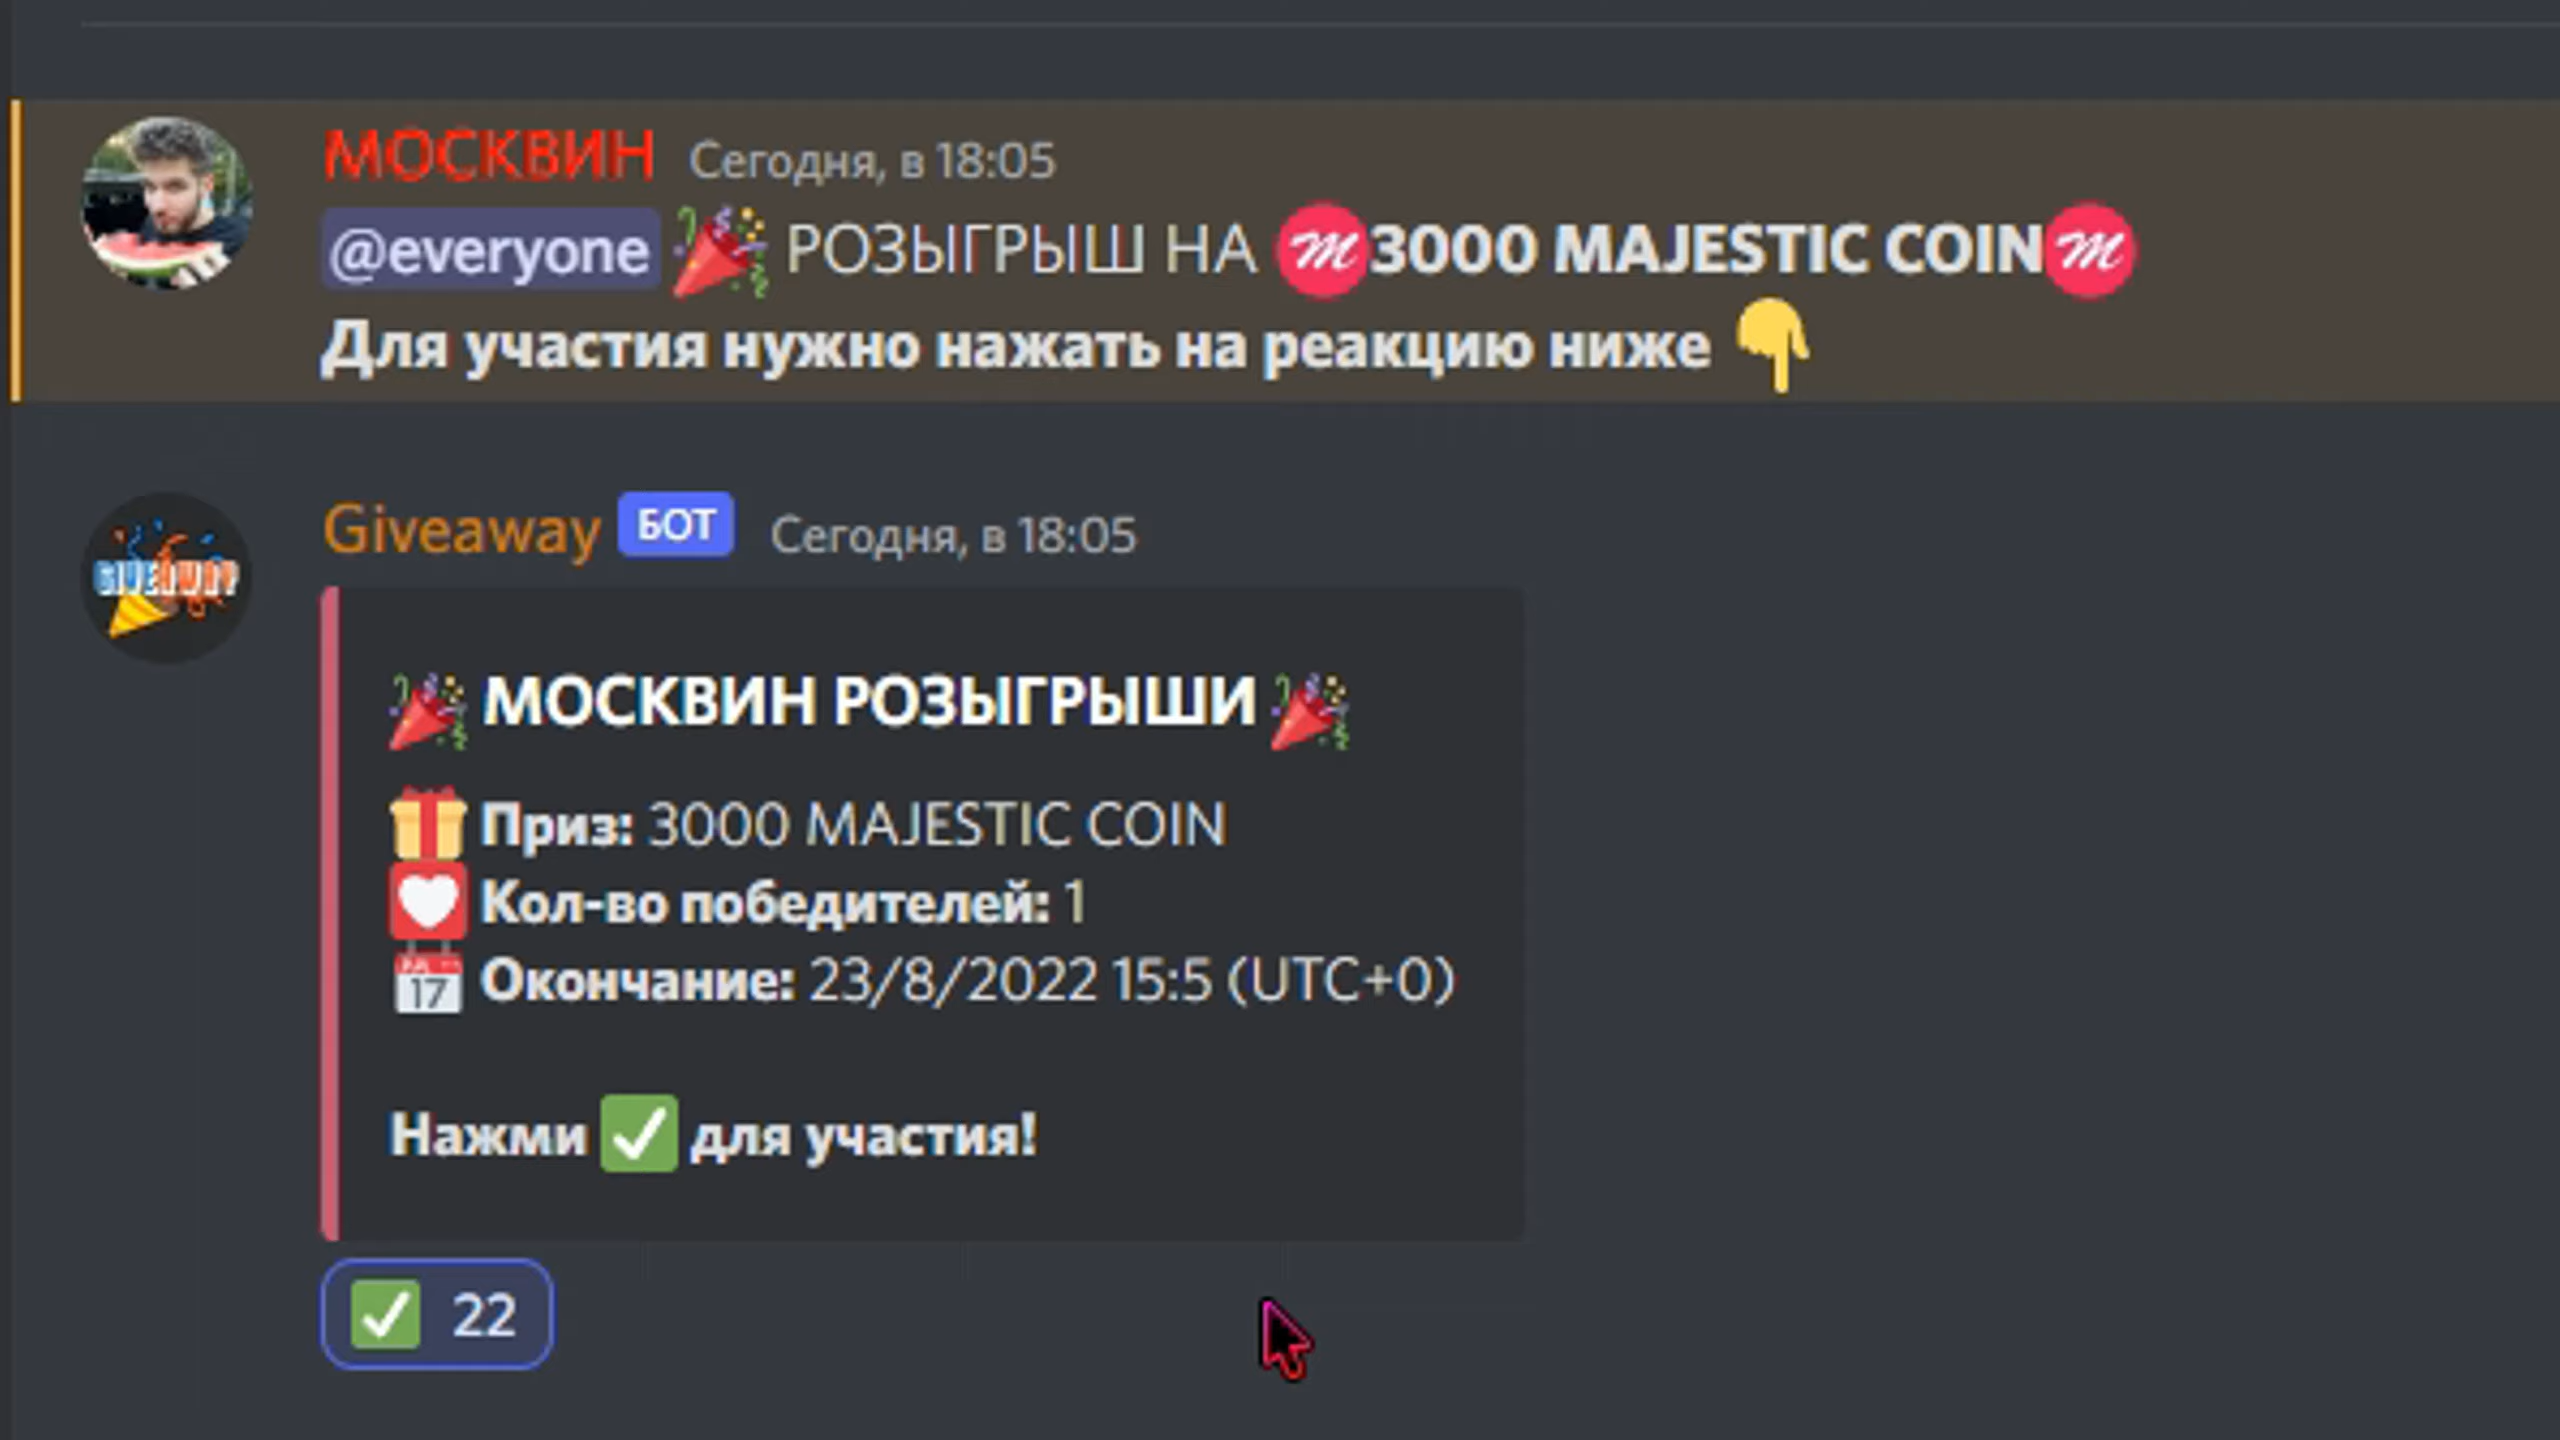 МОСКВИН Сегодня, в 18:05
@everyone 🎉 РОЗЫГРЫШ НА 3000 MAJESTIC COIN
Для участия нужно нажать на реакцию ниже 👇
GIVEAWAY
Giveaway БОТ Сегодня, в 18:05
🎉 МОСКВИН РОЗЫГРЫШИ 🎉
🎁 Приз: 3000 MAJESTIC COIN
💟 Кол-во победителей: 1
📅 Окончание: 23/8/2022 15:5 (UTC+0)
Нажми ✅ для участия!
✅ 22